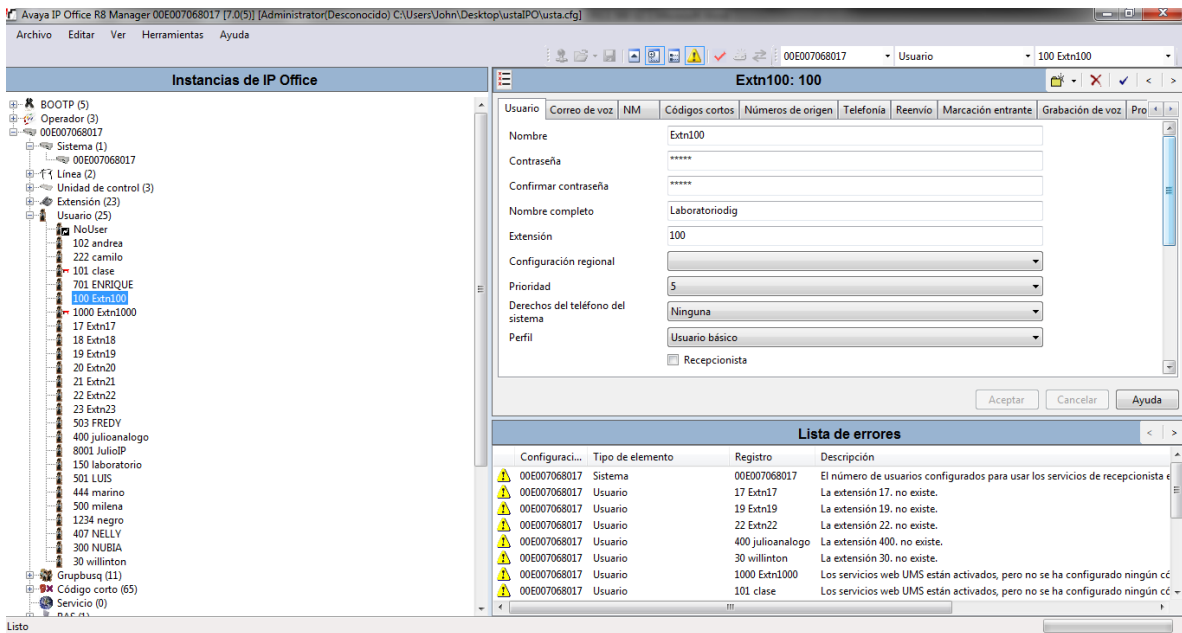 Avaya IP Office R8 Manager 00E007068017 [7.0(5)] [Administrator(Desconocido) C:\Users\John\Desktop\ustaIPO\usta.cfg]
Archivo Editar Ver Herramientas Ayuda
00E007068017 Usuario 100 Extn100
Instancias de IP Office
BOOTP (5)
Operador (3)
00E007068017
Sistema (1)
00E007068017
Línea (2)
Unidad de control (3)
Extensión (23)
Usuario (25)
NoUser
102 andrea
222 camilo
101 clase
701 ENRIQUE
100 Extn100
1000 Extn1000
17 Extn17
18 Extn18
19 Extn19
20 Extn20
21 Extn21
22 Extn22
23 Extn23
503 FREDY
400 julioanalogo
8001 JulioIP
150 laboratorio
501 LUIS
444 marino
500 milena
1234 negro
407 NELLY
300 NUBIA
30 willinton
Grupbusq (11)
Código corto (65)
Servicio (0)
RAS (1)
Extn100: 100
Usuario Correo de voz NM Códigos cortos Números de origen Telefonía Reenvío Marcación entrante Grabación de voz Pro
Nombre Extn100
Contraseña *****
Confirmar contraseña *****
Nombre completo Laboratoriodig
Extensión 100
Configuración regional
Prioridad 5
Derechos del teléfono del
sistema Ninguna
Perfil Usuario básico
Recepcionista
Aceptar Cancelar Ayuda
Lista de errores
Configuraci... Tipo de elemento Registro Descripción
00E007068017 Sistema 00E007068017 El número de usuarios configurados para usar los servicios de recepcionista e
00E007068017 Usuario 17 Extn17 La extensión 17. no existe.
00E007068017 Usuario 19 Extn19 La extensión 19. no existe.
00E007068017 Usuario 22 Extn22 La extensión 22. no existe.
00E007068017 Usuario 400 julioanalogo La extensión 400. no existe.
00E007068017 Usuario 30 willinton La extensión 30. no existe.
00E007068017 Usuario 1000 Extn1000 Los servicios web UMS están activados, pero no se ha configurado ningún có
00E007068017 Usuario 101 clase Los servicios web UMS están activados, pero no se ha configurado ningún có
Listo